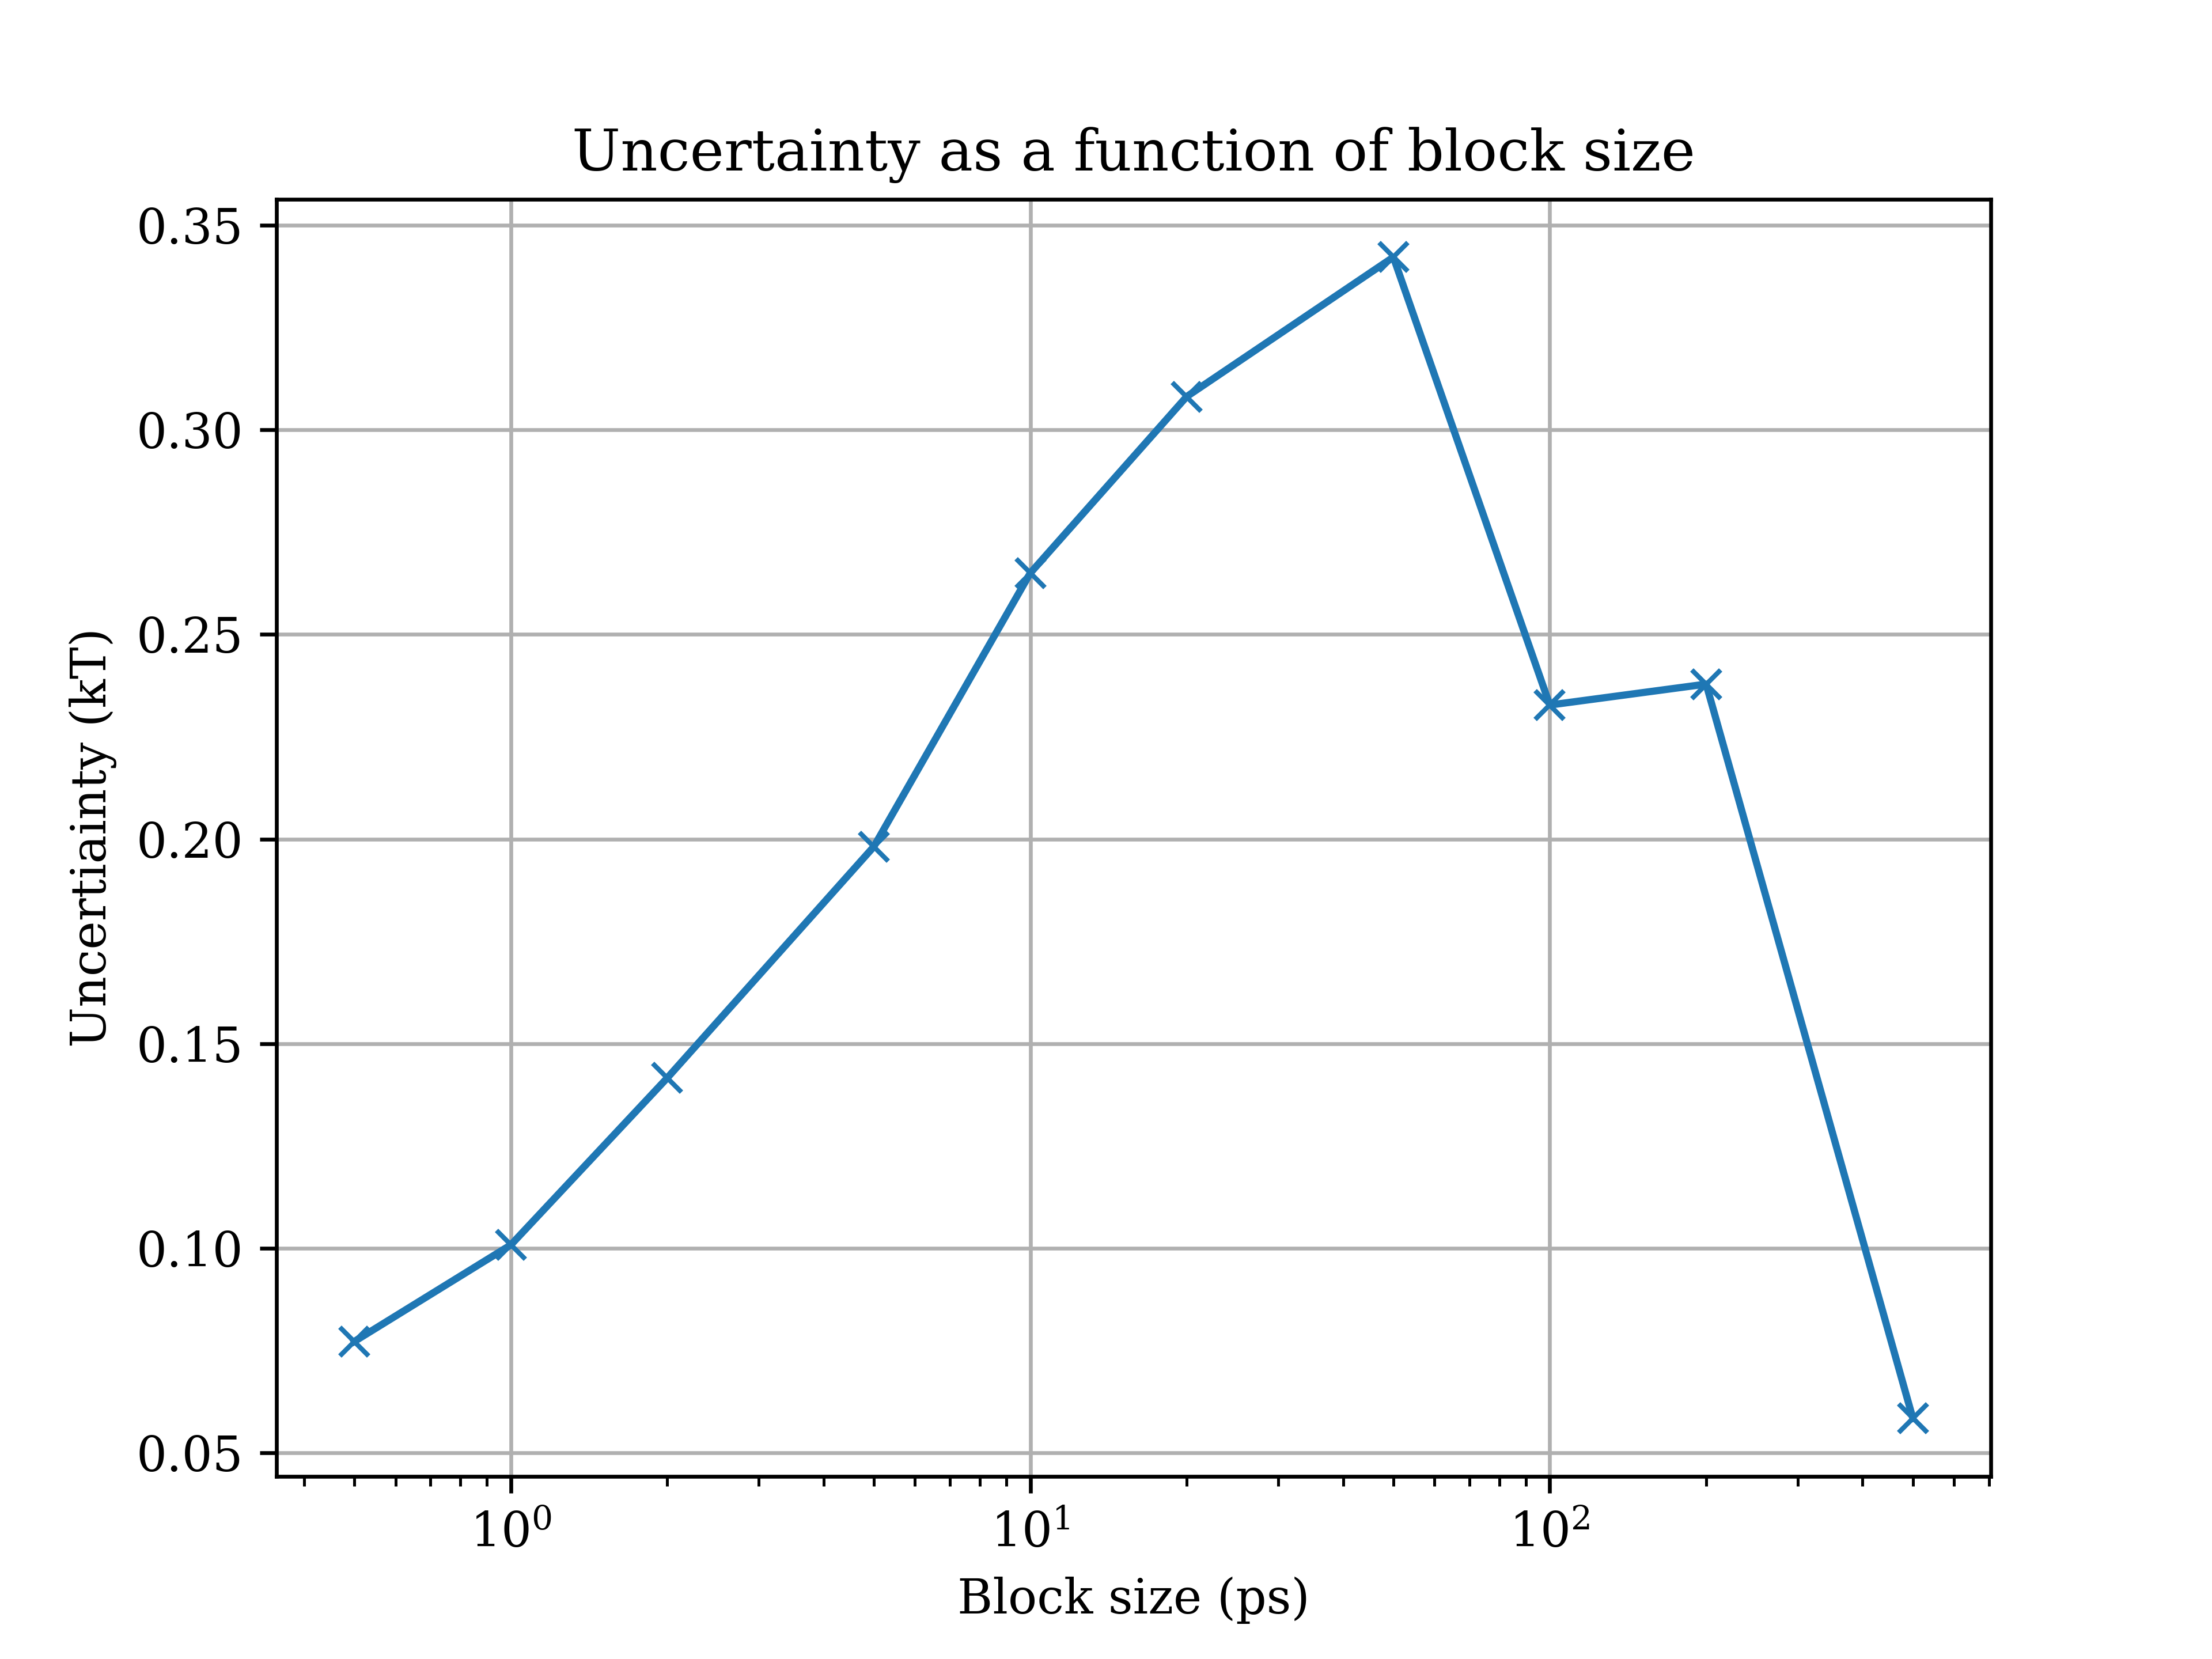 Uncertainty as a function of block size
0.35
0.30
0.25
0.20
0.15
0.10
0.05
Uncertiainty (kT)
10⁰ 10¹ 10²
Block size (ps)